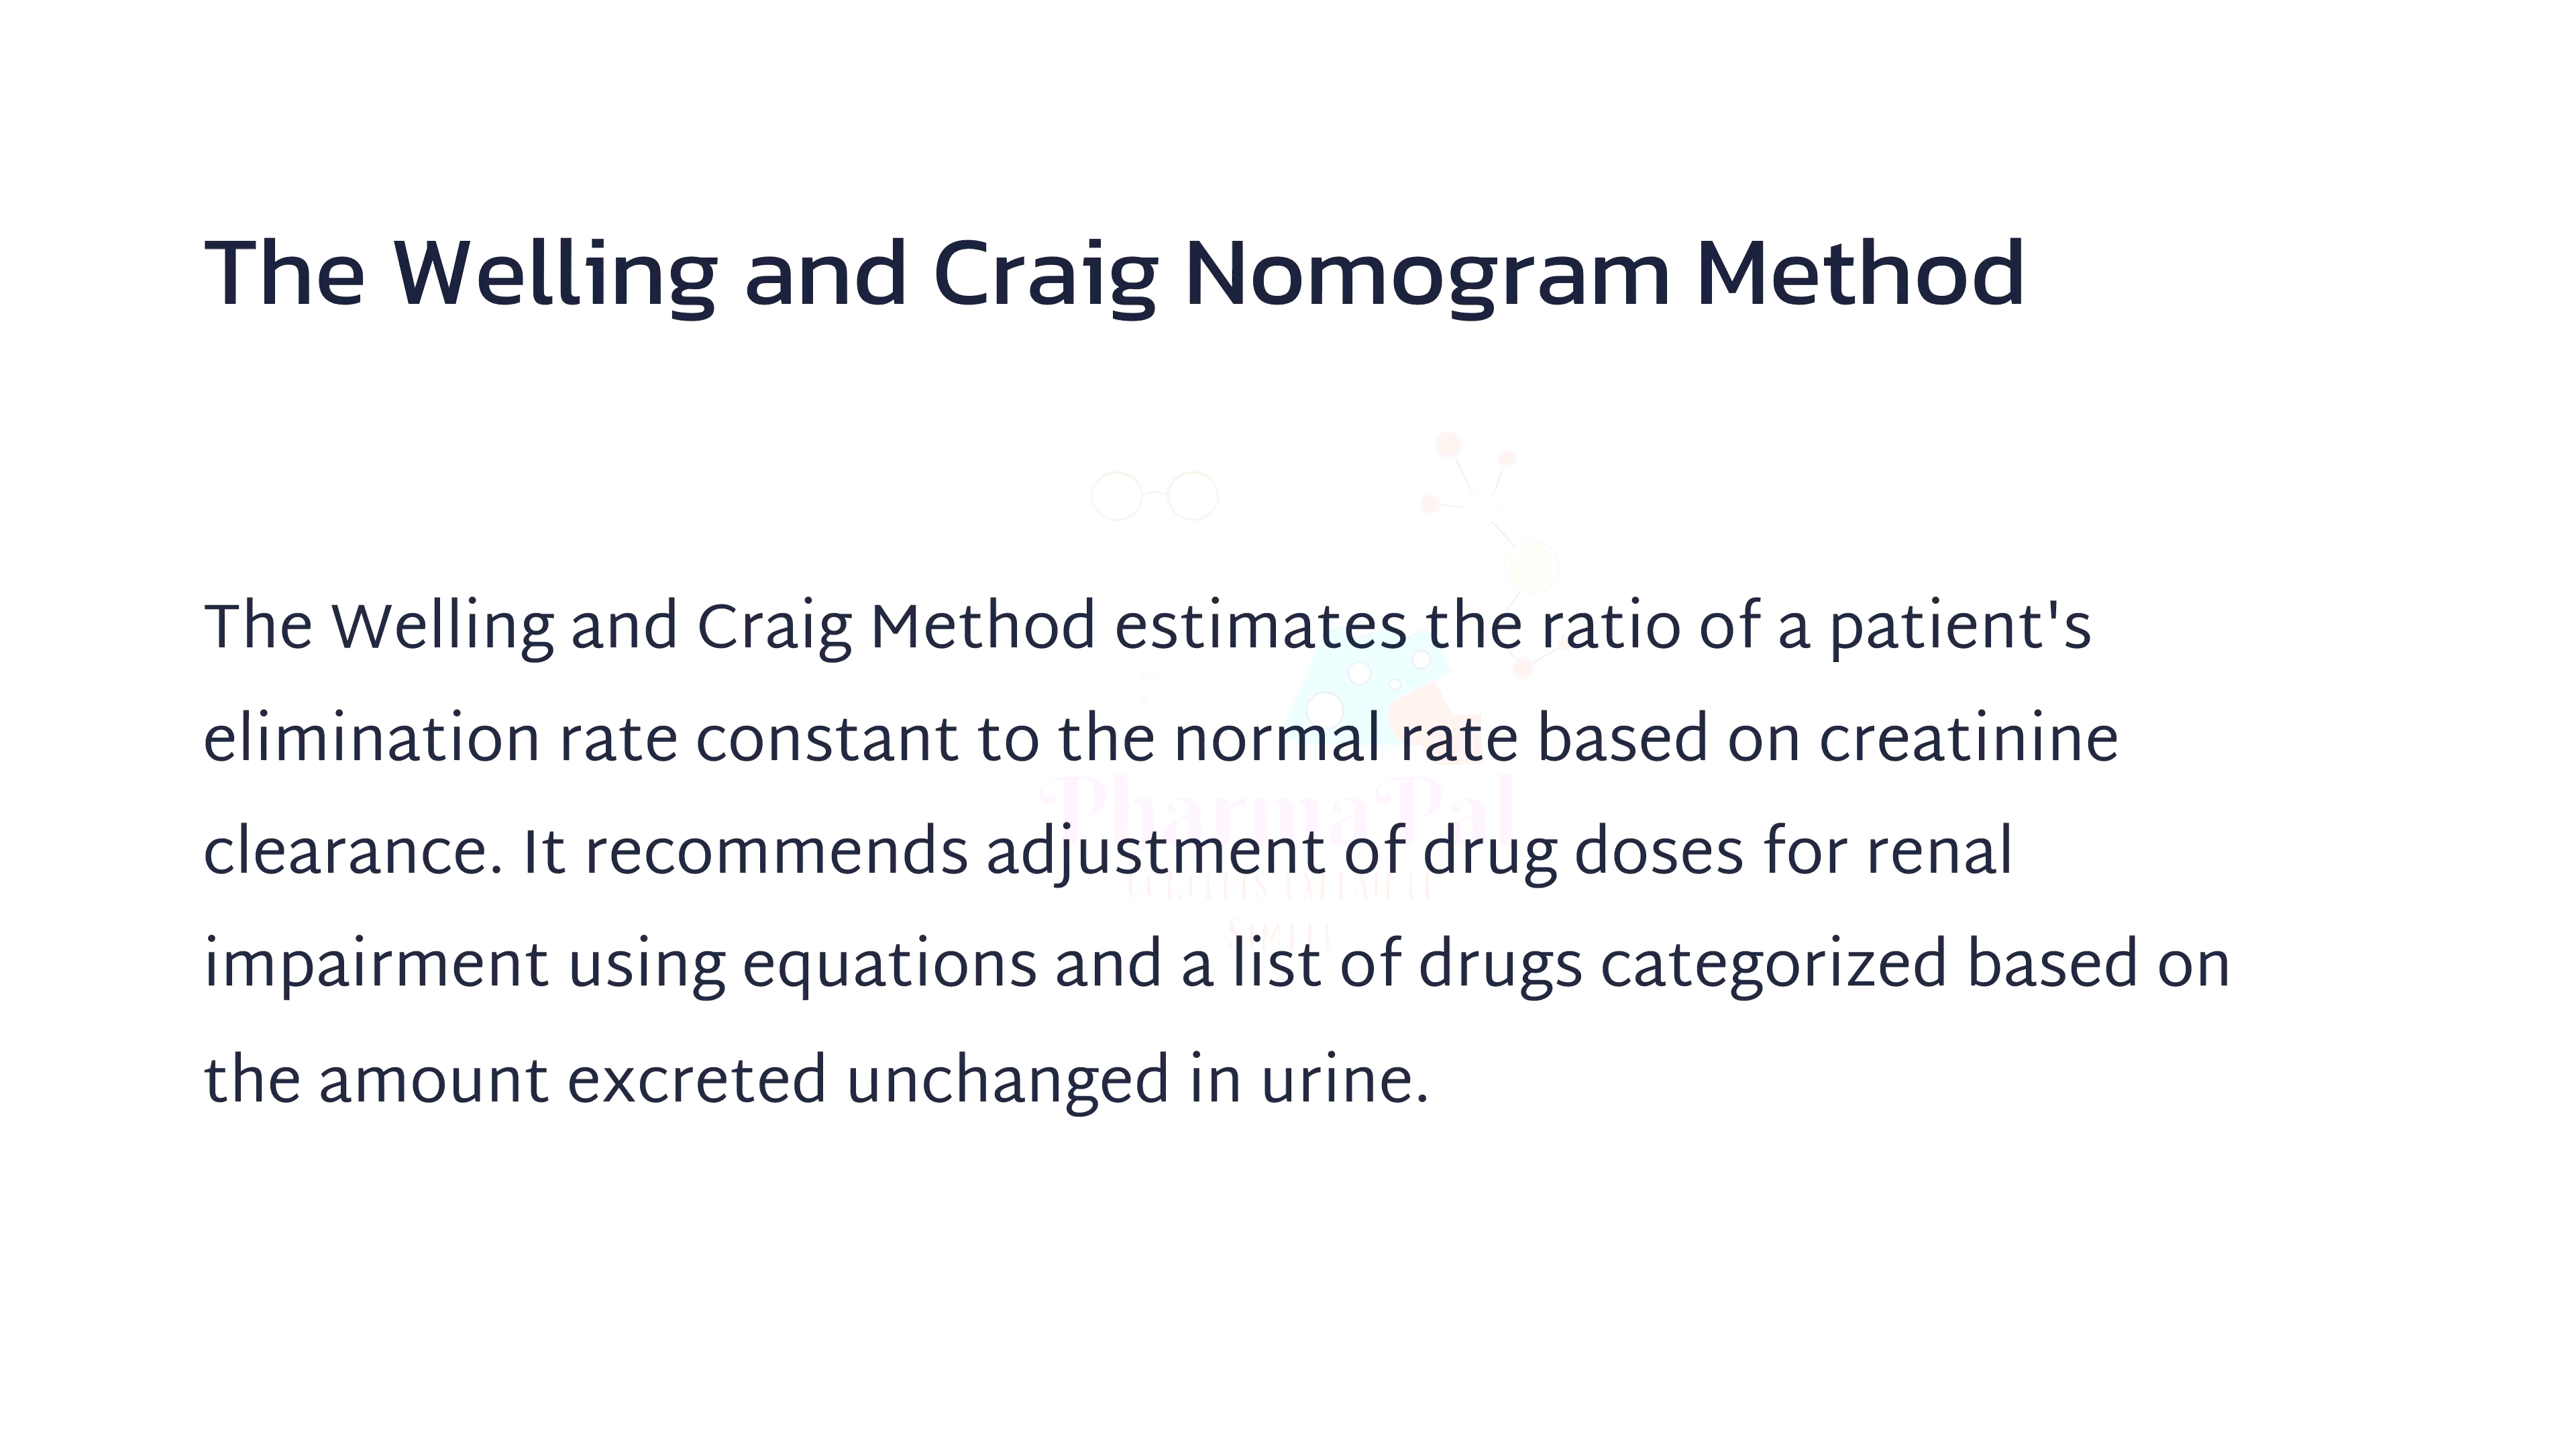 The Welling and Craig Nomogram Method
The Welling and Craig Method estimates the ratio of a patient's
elimination rate constant to the normal rate based on creatinine
PharmaPal
clearance. It recommends adjustment of drug doses for renal
impairment using equations and a list of drugs categorized based on
the amount excreted unchanged in urine.